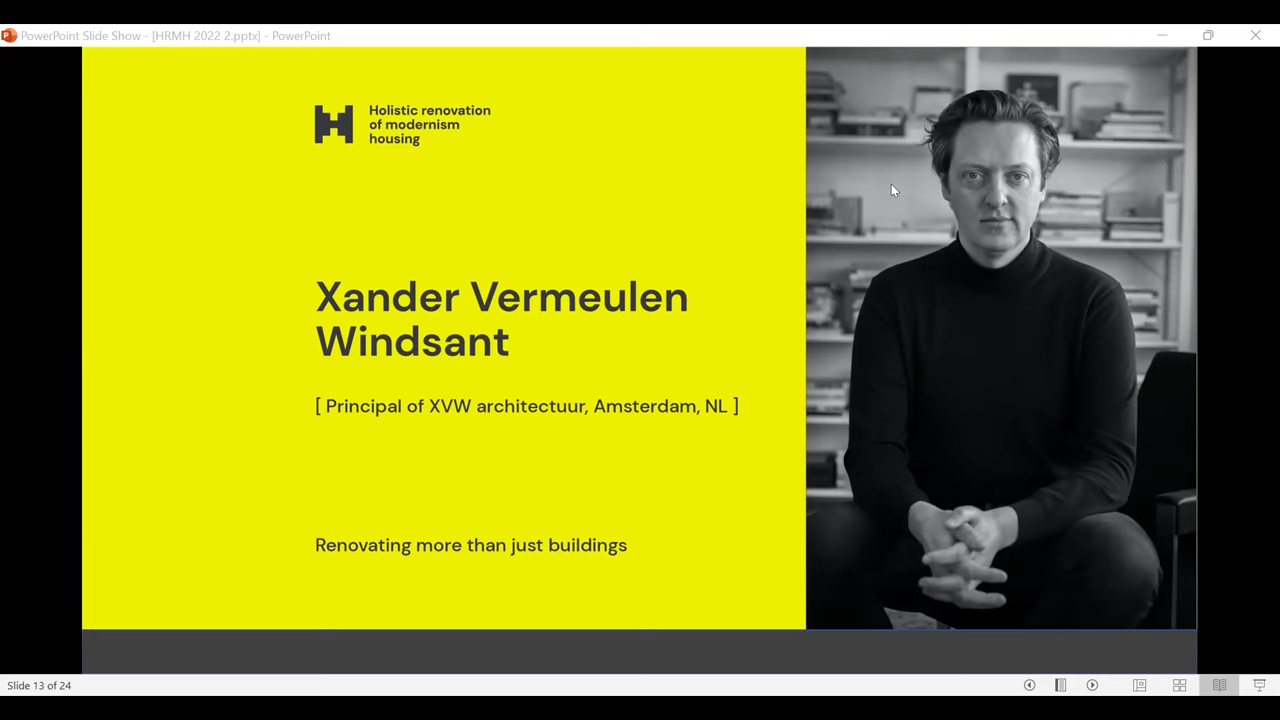 PowerPoint Slide Show - [HRMH 2022 2.pptx] - PowerPoint
Holistic renovation
of modernism
housing
Xander Vermeulen
Windsant
[ Principal of XVW architectuur, Amsterdam, NL ]
Renovating more than just buildings
Slide 13 of 24